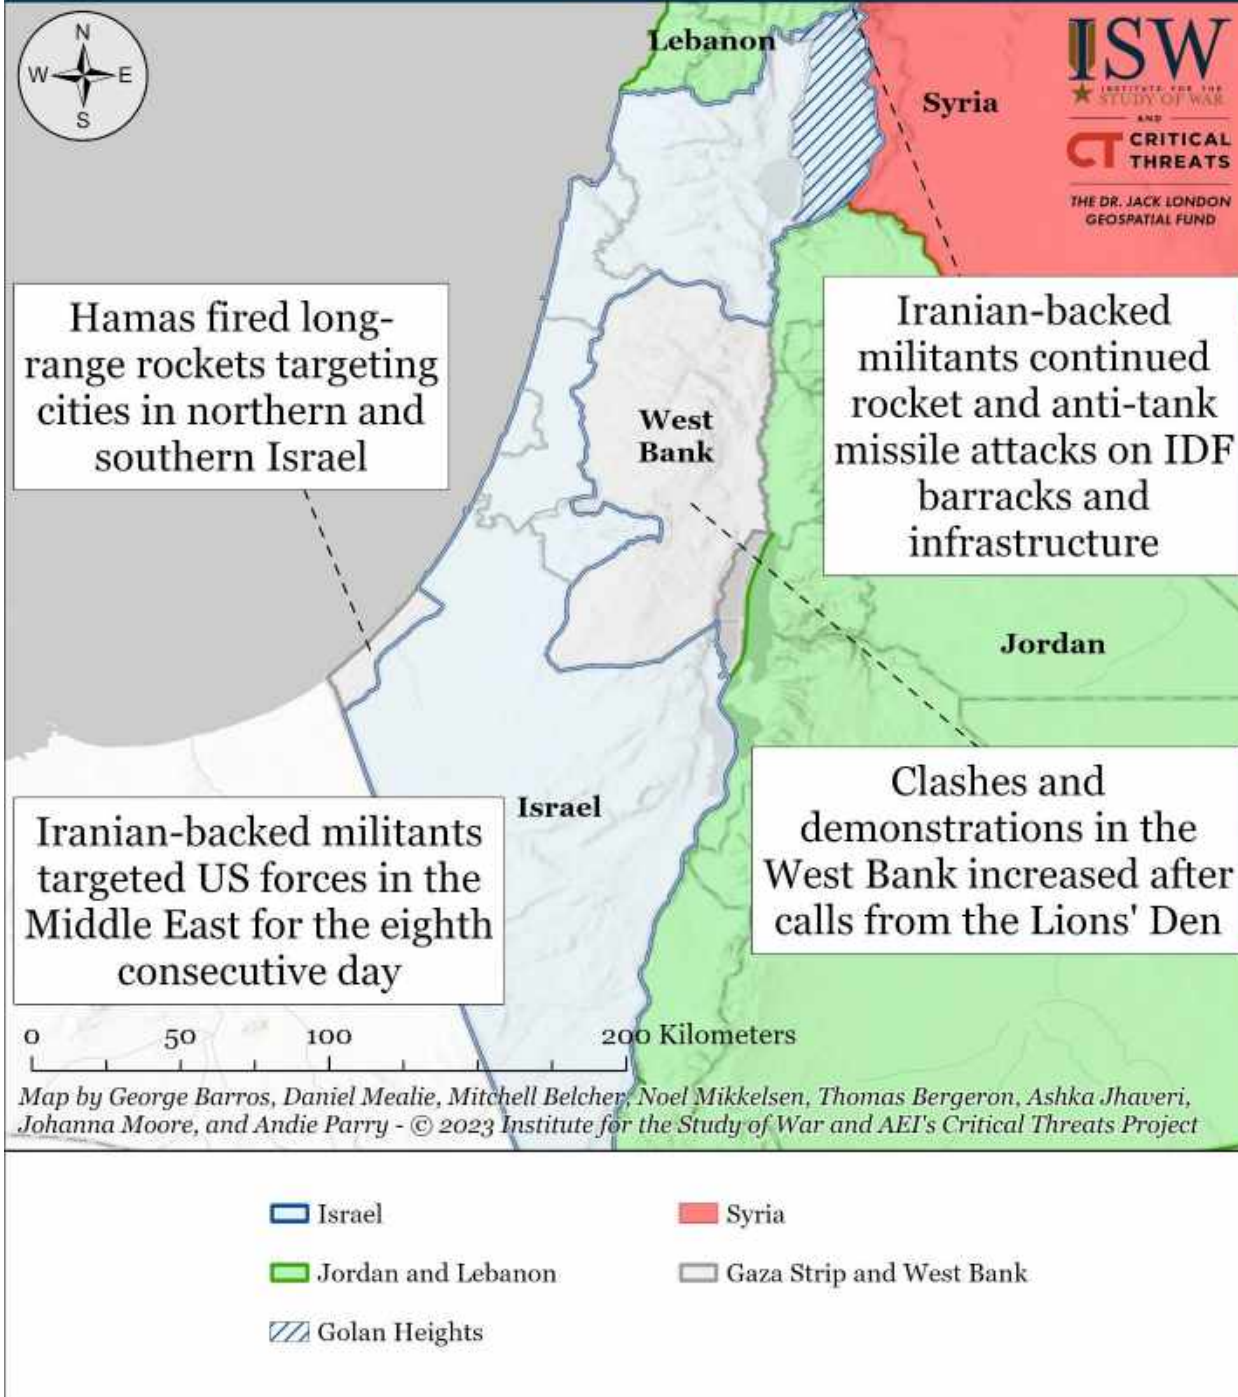 N
W E
S
Lebanon
Syria
ISW
INSTITUTE FOR THE
STUDY OF WAR
AND
CT CRITICAL
THREATS
THE DR. JACK LONDON
GEOSPATIAL FUND
Hamas fired long-
range rockets targeting
cities in northern and
southern Israel
Iranian-backed
militants continued
rocket and anti-tank
missile attacks on IDF
barracks and
infrastructure
West
Bank
Jordan
Israel
Clashes and
demonstrations in the
West Bank increased after
calls from the Lions' Den
Iranian-backed militants
targeted US forces in the
Middle East for the eighth
consecutive day
0 50 100 200 Kilometers
Map by George Barros, Daniel Mealie, Mitchell Belcher, Noel Mikkelsen, Thomas Bergeron, Ashka Jhaveri,
Johanna Moore, and Andie Parry - © 2023 Institute for the Study of War and AEI's Critical Threats Project
Israel
Syria
Jordan and Lebanon
Gaza Strip and West Bank
Golan Heights